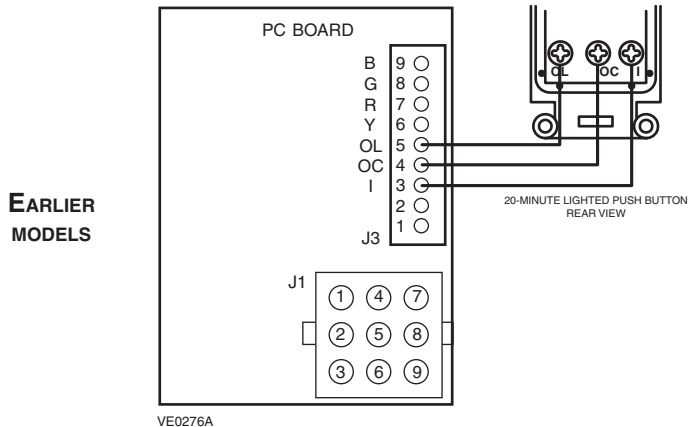 PC BOARD
B 9
G 8
R 7
Y 6
OL 5
OC 4
I 3
2
1
J3
OL OC I
20-MINUTE LIGHTED PUSH BUTTON
REAR VIEW
EARLIER
MODELS
J1
1 4 7
2 5 8
3 6 9
VE0276A